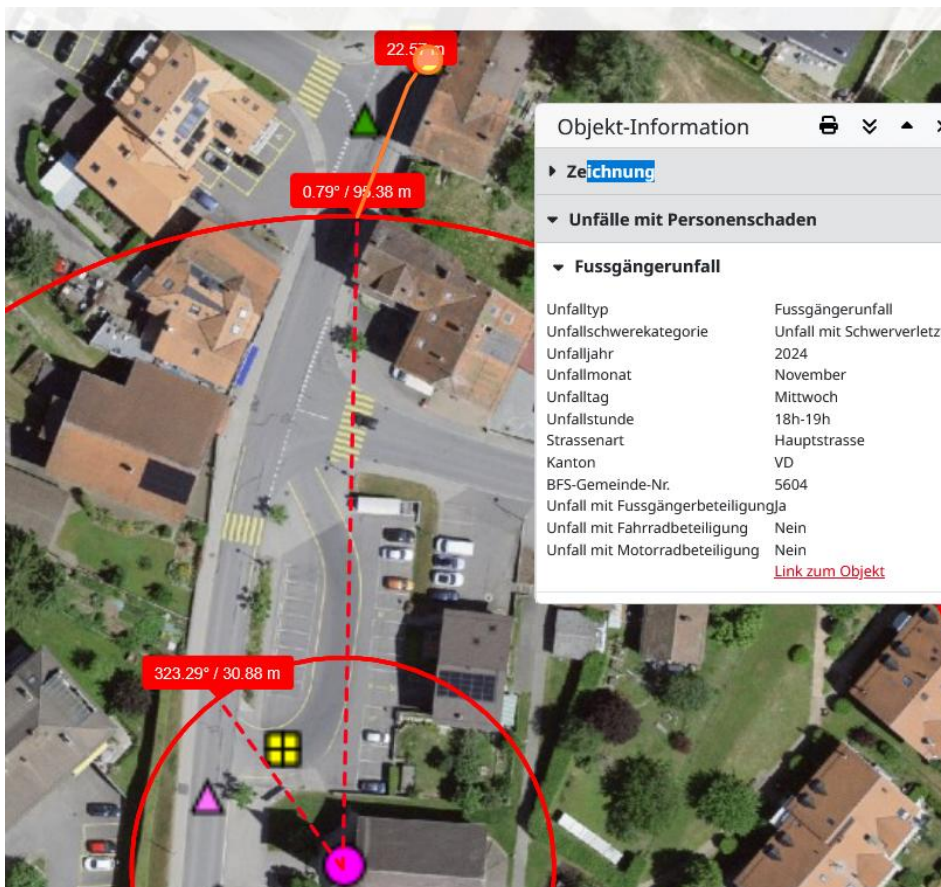 22.57 m
Objekt-Information
Zeichnung
0.79° / 95.38 m
Unfälle mit Personenschaden
Fussgängerunfall
Unfalltyp Fussgängerunfall
Unfallschwerekategorie Unfall mit Schwerverletz
Unfalljahr 2024
Unfallmonat November
Unfalltag Mittwoch
Unfallstunde 18h-19h
Strassenart Hauptstrasse
Kanton VD
BFS-Gemeinde-Nr. 5604
Unfall mit Fussgängerbeteiligung Ja
Unfall mit Fahrradbeteiligung Nein
Unfall mit Motorradbeteiligung Nein
Link zum Objekt
323.29° / 30.88 m